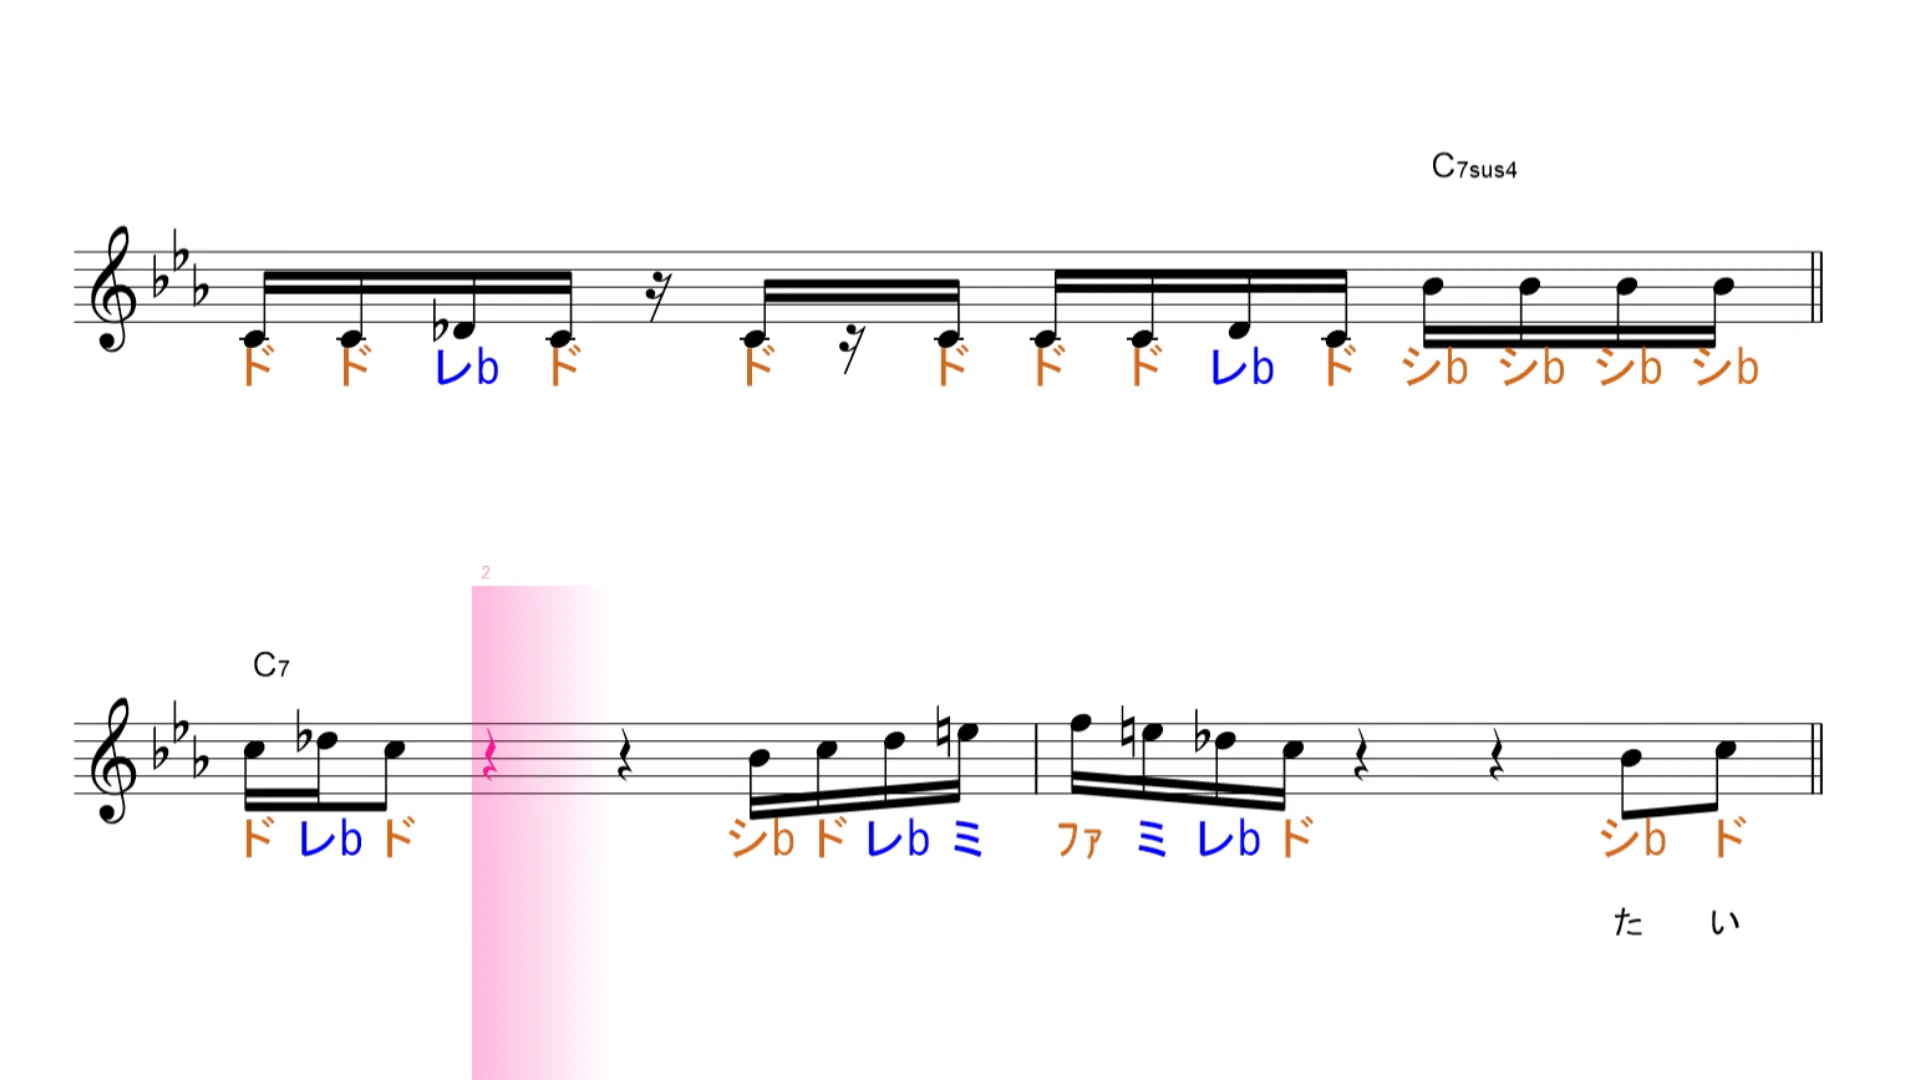 C7sus4
ド ド レb ド ド ド ド ド レb ド シb シb シb シb
2
C7
ド レb ド シb ド レb ミ ファ ミ レb ド シb ド
た い